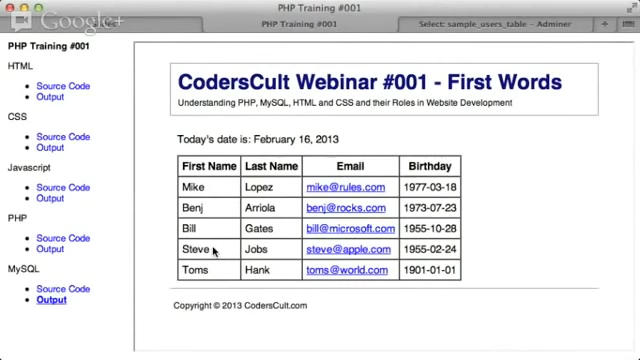 PHP Training #001
Google+
PHP Training #001
Select: sample_users_table - Adminer
PHP Training #001
HTML
Source Code
Output
CSS
Source Code
Output
Javascript
Source Code
Output
PHP
Source Code
Output
MySQL
Source Code
Output
CodersCult Webinar #001 - First Words
Understanding PHP, MySQL, HTML and CSS and their Roles in Website Development
Today's date is: February 16, 2013
First Name Last Name Email Birthday
Mike Lopez mike@rules.com 1977-03-18
Benj Arriola benj@rocks.com 1973-07-23
Bill Gates bill@microsoft.com 1955-10-28
Steve Jobs steve@apple.com 1955-02-24
Toms Hank toms@world.com 1901-01-01
Copyright © 2013 CodersCult.com